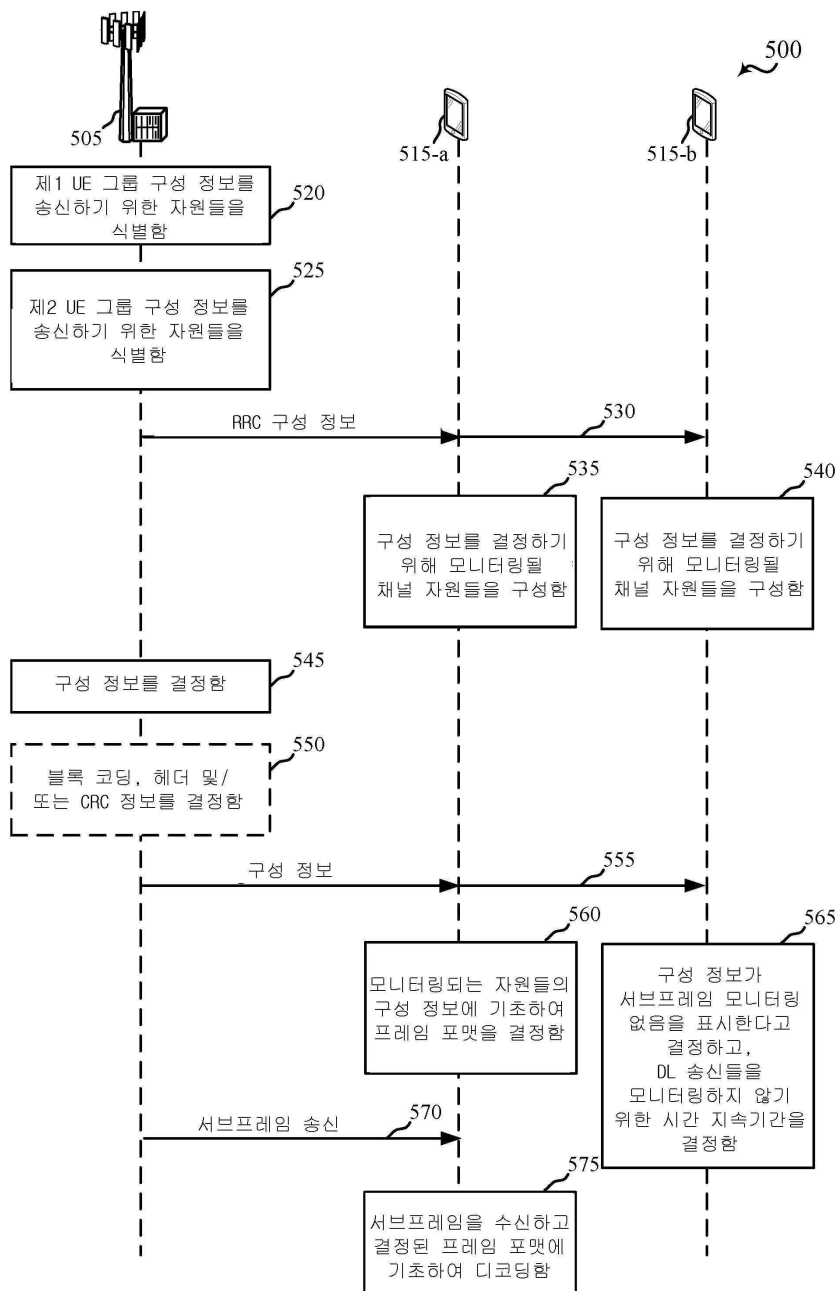 500
505
515-a
515-b
제1 UE 그룹 구성 정보를
송신하기 위한 자원들을
식별함
520
525
제2 UE 그룹 구성 정보를
송신하기 위한 자원들을
식별함
RRC 구성 정보
530
535
540
구성 정보를 결정하기
위해 모니터링될
채널 자원들을 구성함
구성 정보를 결정하기
위해 모니터링될
채널 자원들을 구성함
545
구성 정보를 결정함
550
블록 코딩, 헤더 및/
또는 CRC 정보를 결정함
구성 정보
555
560
565
모니터링되는 자원들의
구성 정보에 기초하여
프레임 포맷을 결정함
구성 정보가
서브프레임 모니터링
없음을 표시한다고
결정하고,
DL 송신들을
모니터링하지 않기
위한 시간 지속기간을
결정함
서브프레임 송신
570
575
서브프레임을 수신하고
결정된 프레임 포맷에
기초하여 디코딩함